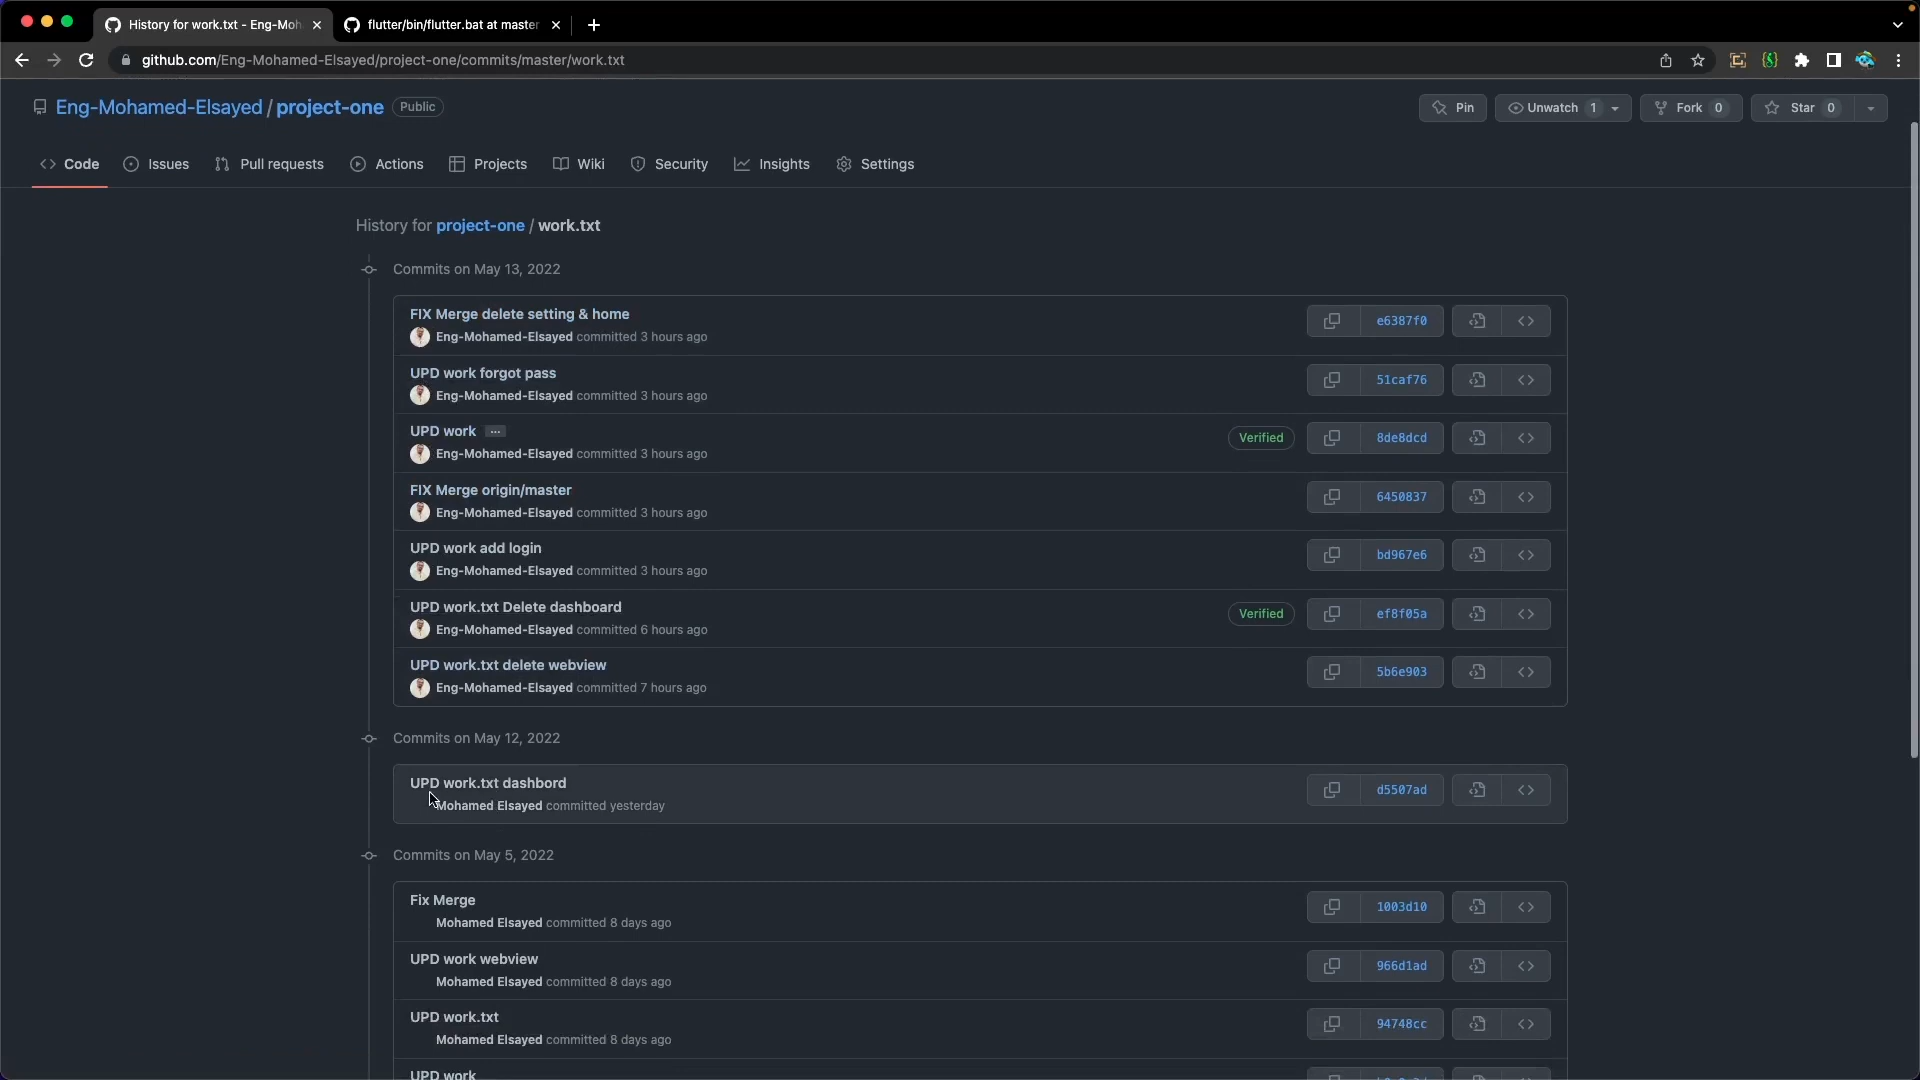 History for work.txt - Eng-Moh
flutter/bin/flutter.bat at master
github.com/Eng-Mohamed-Elsayed/project-one/commits/master/work.txt
Eng-Mohamed-Elsayed / project-one Public
Pin Unwatch 1 Fork 0 Star 0
Code Issues Pull requests Actions Projects Wiki Security Insights Settings
History for project-one / work.txt
Commits on May 13, 2022
FIX Merge delete setting & home
Eng-Mohamed-Elsayed committed 3 hours ago
e6387f0
UPD work forgot pass
Eng-Mohamed-Elsayed committed 3 hours ago
51caf76
UPD work ...
Eng-Mohamed-Elsayed committed 3 hours ago
Verified 8de8dcd
FIX Merge origin/master
Eng-Mohamed-Elsayed committed 3 hours ago
6450837
UPD work add login
Eng-Mohamed-Elsayed committed 3 hours ago
bd967e6
UPD work.txt Delete dashboard
Eng-Mohamed-Elsayed committed 6 hours ago
Verified ef8f05a
UPD work.txt delete webview
Eng-Mohamed-Elsayed committed 7 hours ago
5b6e903
Commits on May 12, 2022
UPD work.txt dashbord
Mohamed Elsayed committed yesterday
d5507ad
Commits on May 5, 2022
Fix Merge
Mohamed Elsayed committed 8 days ago
1003d10
UPD work webview
Mohamed Elsayed committed 8 days ago
966d1ad
UPD work.txt
Mohamed Elsayed committed 8 days ago
94748cc
UPD work